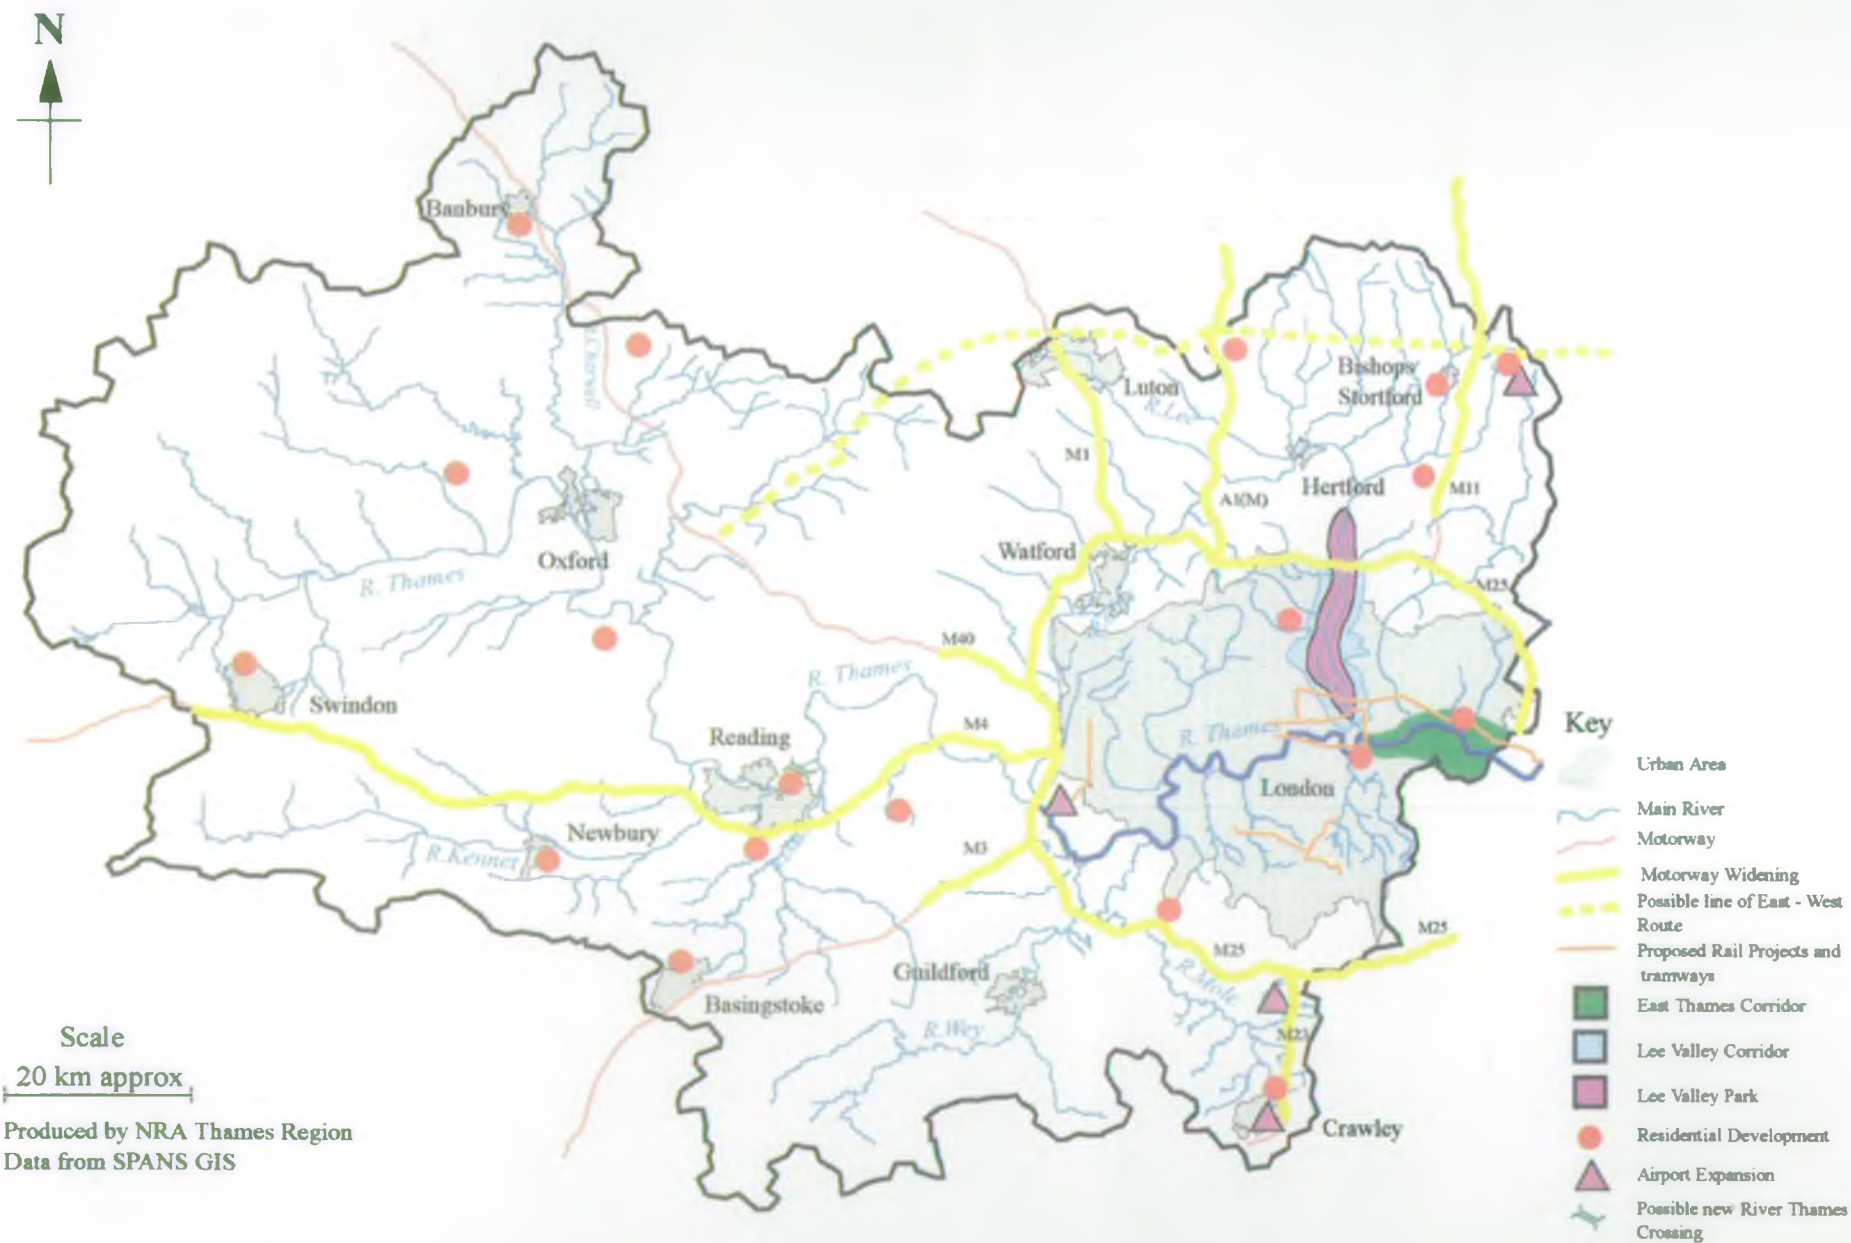 N
Banbury
R.Cherwell
Luton
R.Lee
Bishops
Stortford
M1
A1(M)
Hertford
M11
Oxford
R. Thames
Watford
M25
M40
R. Thames
Swindon
Reading
M4
R. Thames
London
Newbury
R.Kennet
M3
M25
M25
Guildford
R.Mole
Basingstoke
R.Wey
M23
Crawley
Scale
20 km approx
Produced by NRA Thames Region
Data from SPANS GIS
Key
Urban Area
Main River
Motorway
Motorway Widening
Possible line of East - West
Route
Proposed Rail Projects and
tramways
East Thames Corridor
Lee Valley Corridor
Lee Valley Park
Residential Development
Airport Expansion
Possible new River Thames
Crossing